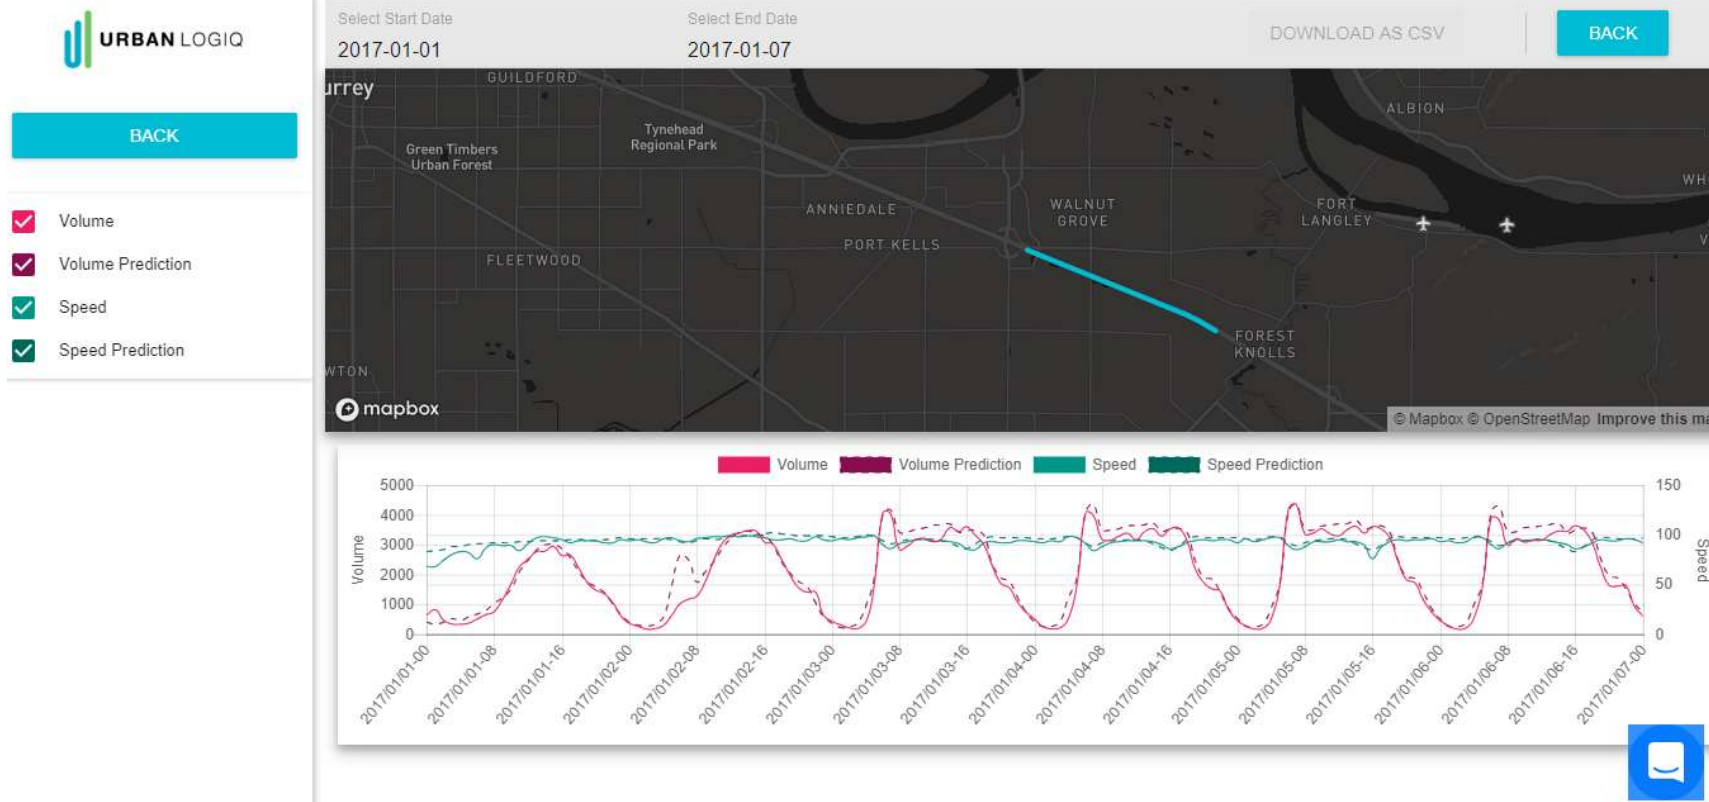 URBAN LOGIQ
BACK
Volume
Volume Prediction
Speed
Speed Prediction
Select Start Date
2017-01-01
Select End Date
2017-01-07
DOWNLOAD AS CSV
BACK
urrey
GUILDFORD
Tynehead
Regional Park
Green Timbers
Urban Forest
ANNIEDALE
PORT KELLS
FLEETWOOD
WALNUT
GROVE
ALBION
FORT
LANGLEY
WH
V
FOREST
KNOLLS
WTON
mapbox
© Mapbox © OpenStreetMap Improve this ma
Volume Volume Prediction Speed Speed Prediction
5000
4000
3000
2000
1000
0
Volume
150
100
50
0
Speed
2017/01/01-00
2017/01/01-08
2017/01/01-16
2017/01/02-00
2017/01/02-08
2017/01/02-16
2017/01/03-00
2017/01/03-08
2017/01/03-16
2017/01/04-00
2017/01/04-08
2017/01/04-16
2017/01/05-00
2017/01/05-08
2017/01/05-16
2017/01/06-00
2017/01/06-08
2017/01/06-16
2017/01/07-00